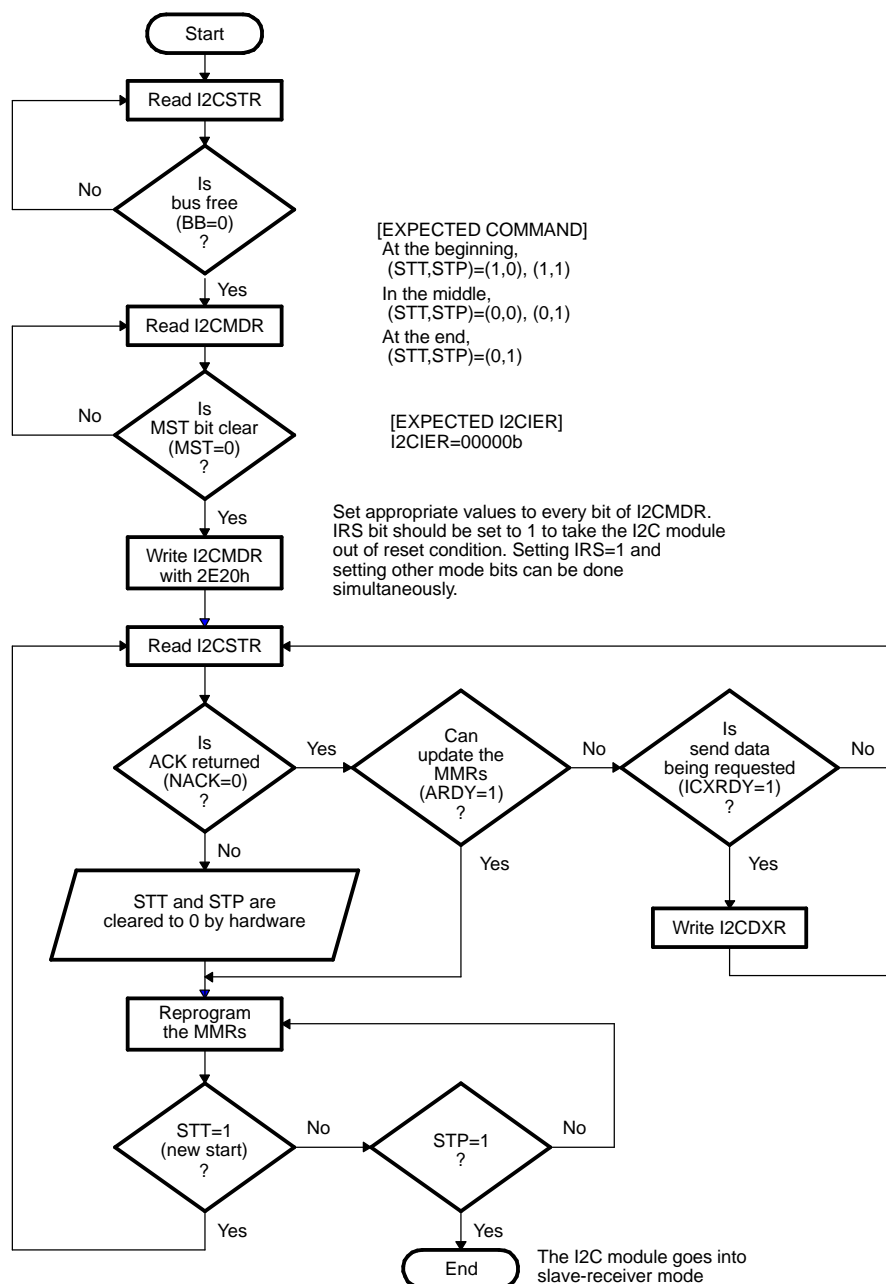 Start
Read I2CSTR
No
Is
bus free
(BB=0)
?
Yes
[EXPECTED COMMAND]
At the beginning,
(STT,STP)=(1,0), (1,1)
In the middle,
(STT,STP)=(0,0), (0,1)
At the end,
(STT,STP)=(0,1)
Read I2CMDR
No
Is
MST bit clear
(MST=0)
?
Yes
[EXPECTED I2CIER]
I2CIER=00000b
Write I2CMDR
with 2E20h
Set appropriate values to every bit of I2CMDR.
IRS bit should be set to 1 to take the I2C module
out of reset condition. Setting IRS=1 and
setting other mode bits can be done
simultaneously.
Read I2CSTR
Is
ACK returned
(NACK=0)
?
Yes
No
Can
update the
MMRs
(ARDY=1)
?
No
Yes
Is
send data
being requested
(ICXRDY=1)
?
No
Yes
STT and STP are
cleared to 0 by hardware
Write I2CDXR
Reprogram
the MMRs
STT=1
(new start)
?
No
Yes
STP=1
?
No
Yes
End
The I2C module goes into
slave-receiver mode